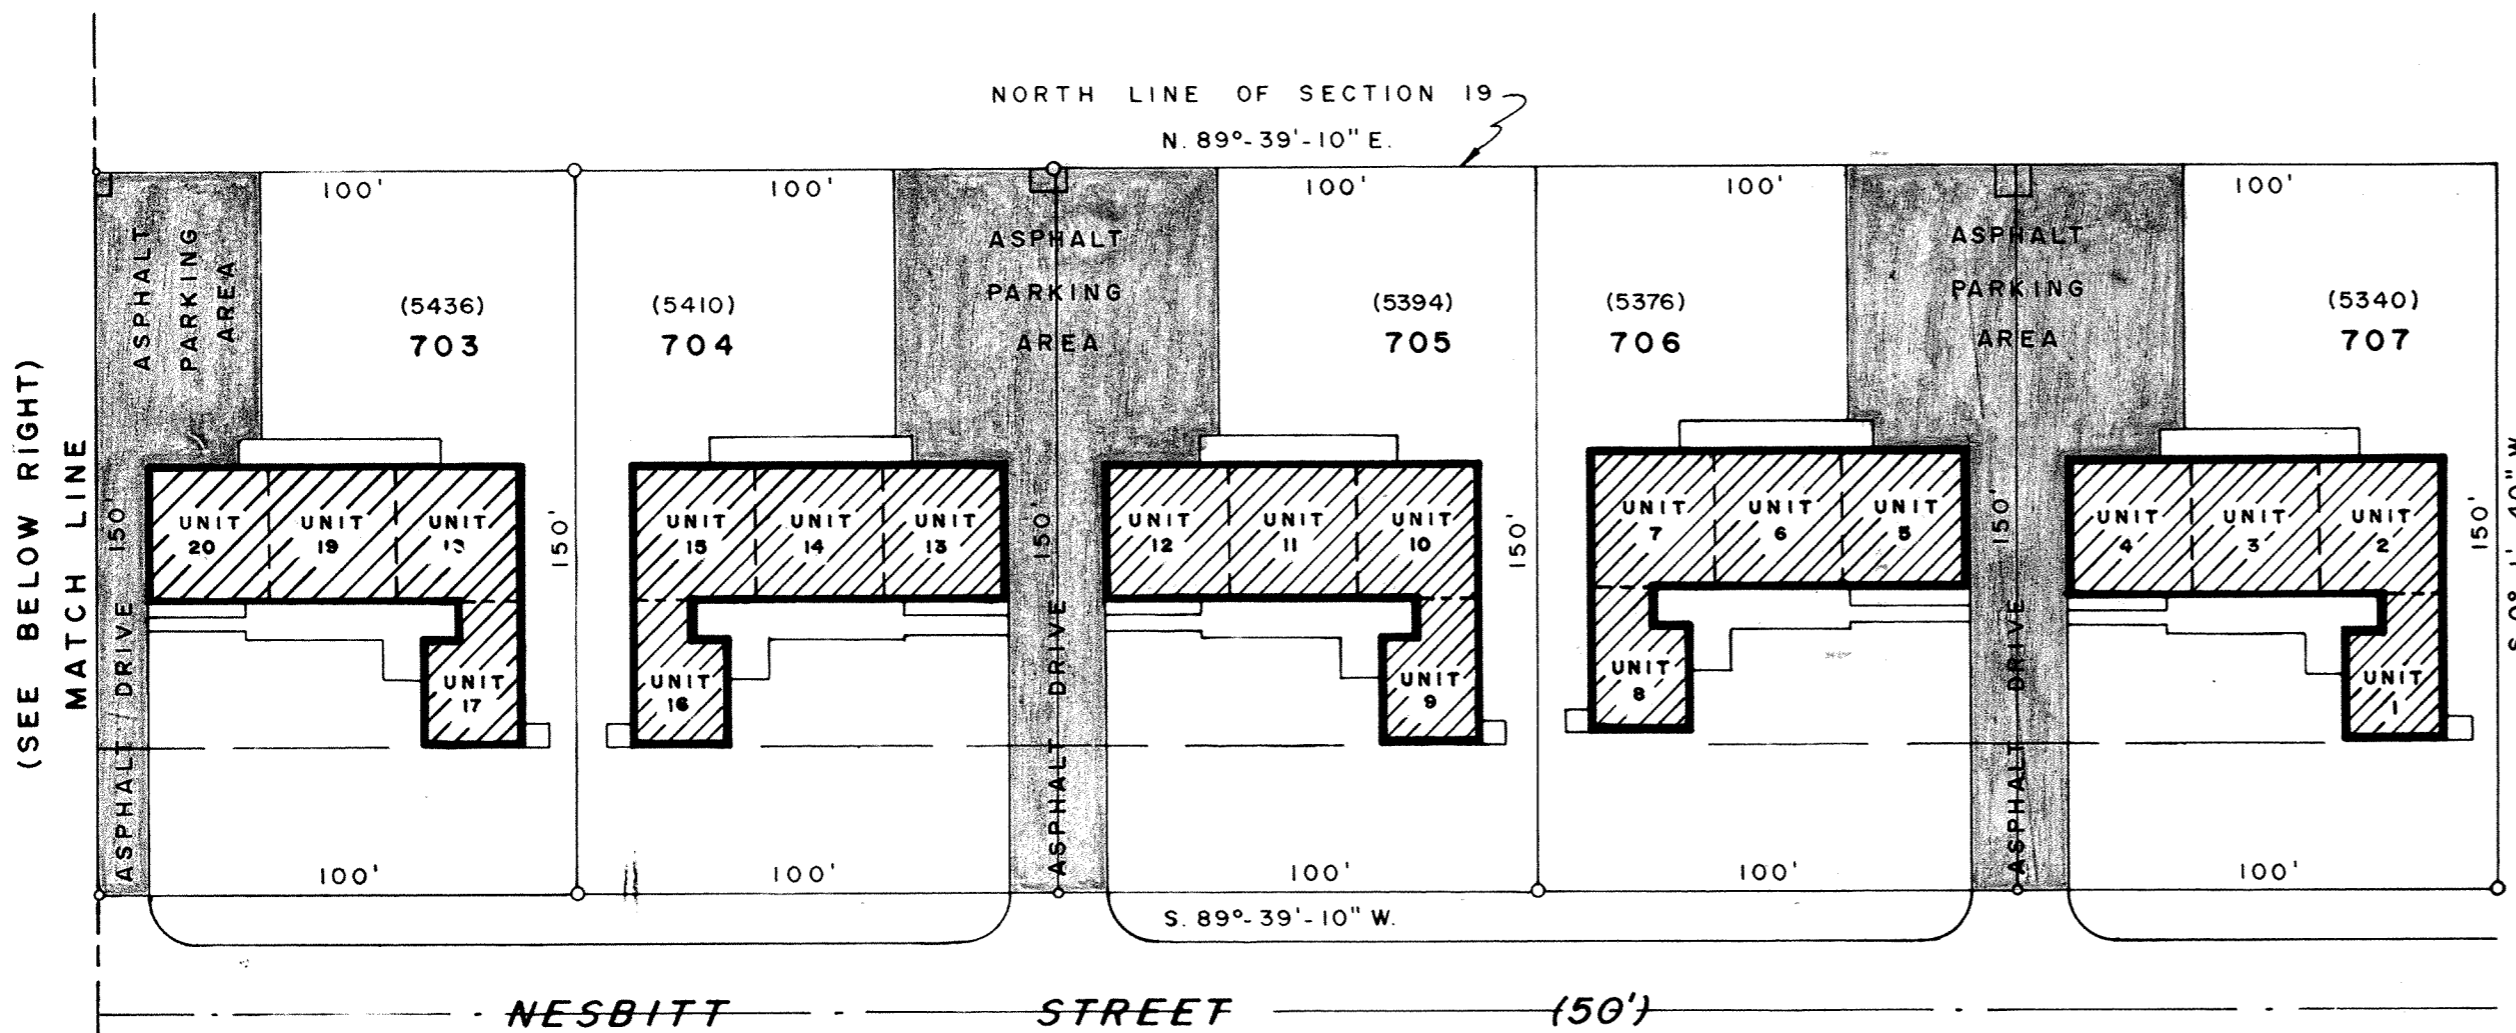 NORTH LINE OF SECTION 19
N. 89°-39'-10" E.
100'
100'
100'
100'
100'
ASPHALT
PARKING
AREA
ASPHALT
PARKING
AREA
ASPHALT
PARKING
AREA
(5436)
703
(5410)
704
(5394)
705
(5376)
706
(5340)
707
(SEE BELOW RIGHT)
MATCH LINE
150'
150'
150'
150'
150'
150'
UNIT
20
UNIT
19
UNIT
UNIT
15
UNIT
14
UNIT
13
UNIT
12
UNIT
11
UNIT
10
UNIT
7
UNIT
6
UNIT
5
UNIT
4
UNIT
3
UNIT
2
UNIT
17
UNIT
16
UNIT
9
UNIT
8
UNIT
1
ASPHALT DRIVE
ASPHALT DRIVE
ASPHALT DRIVE
100'
100'
100'
100'
100'
S. 89°-39'-10" W.
NESBITT STREET (50')